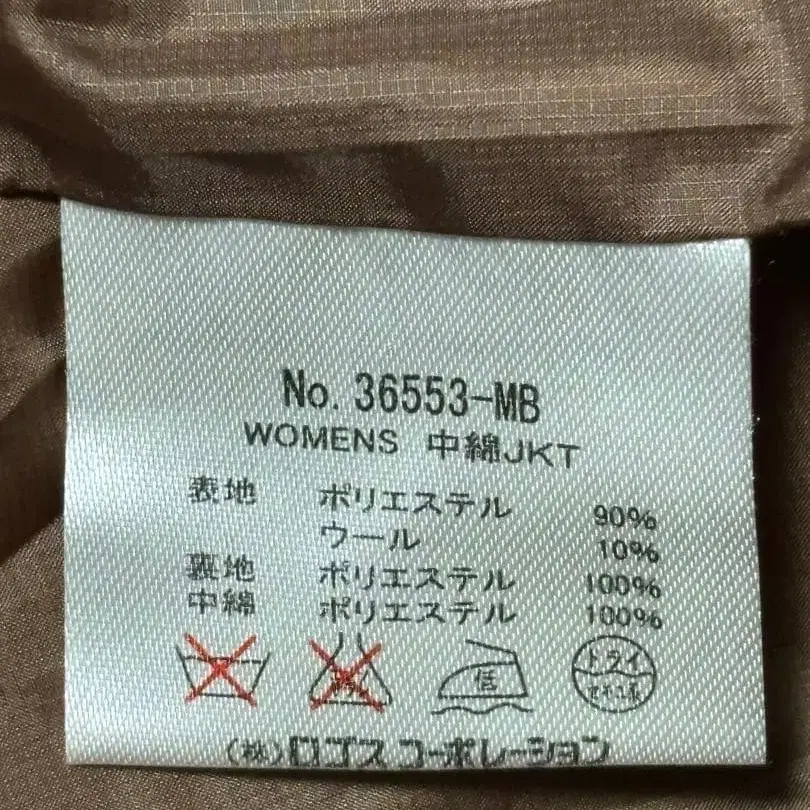 No. 36553-MB
WOMENS 中綿JKT
表地 ポリエステル 90%
ウール 10%
裏地 ポリエステル 100%
中綿 ポリエステル 100%
低 ドライ
セキユ系
(株)ロゴス コーポレーション